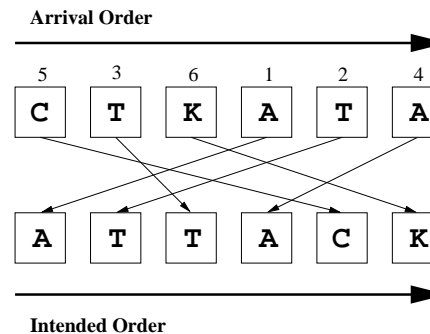 Arrival Order
5 3 6 1 2 4
C T K A T A
A T T A C K
Intended Order